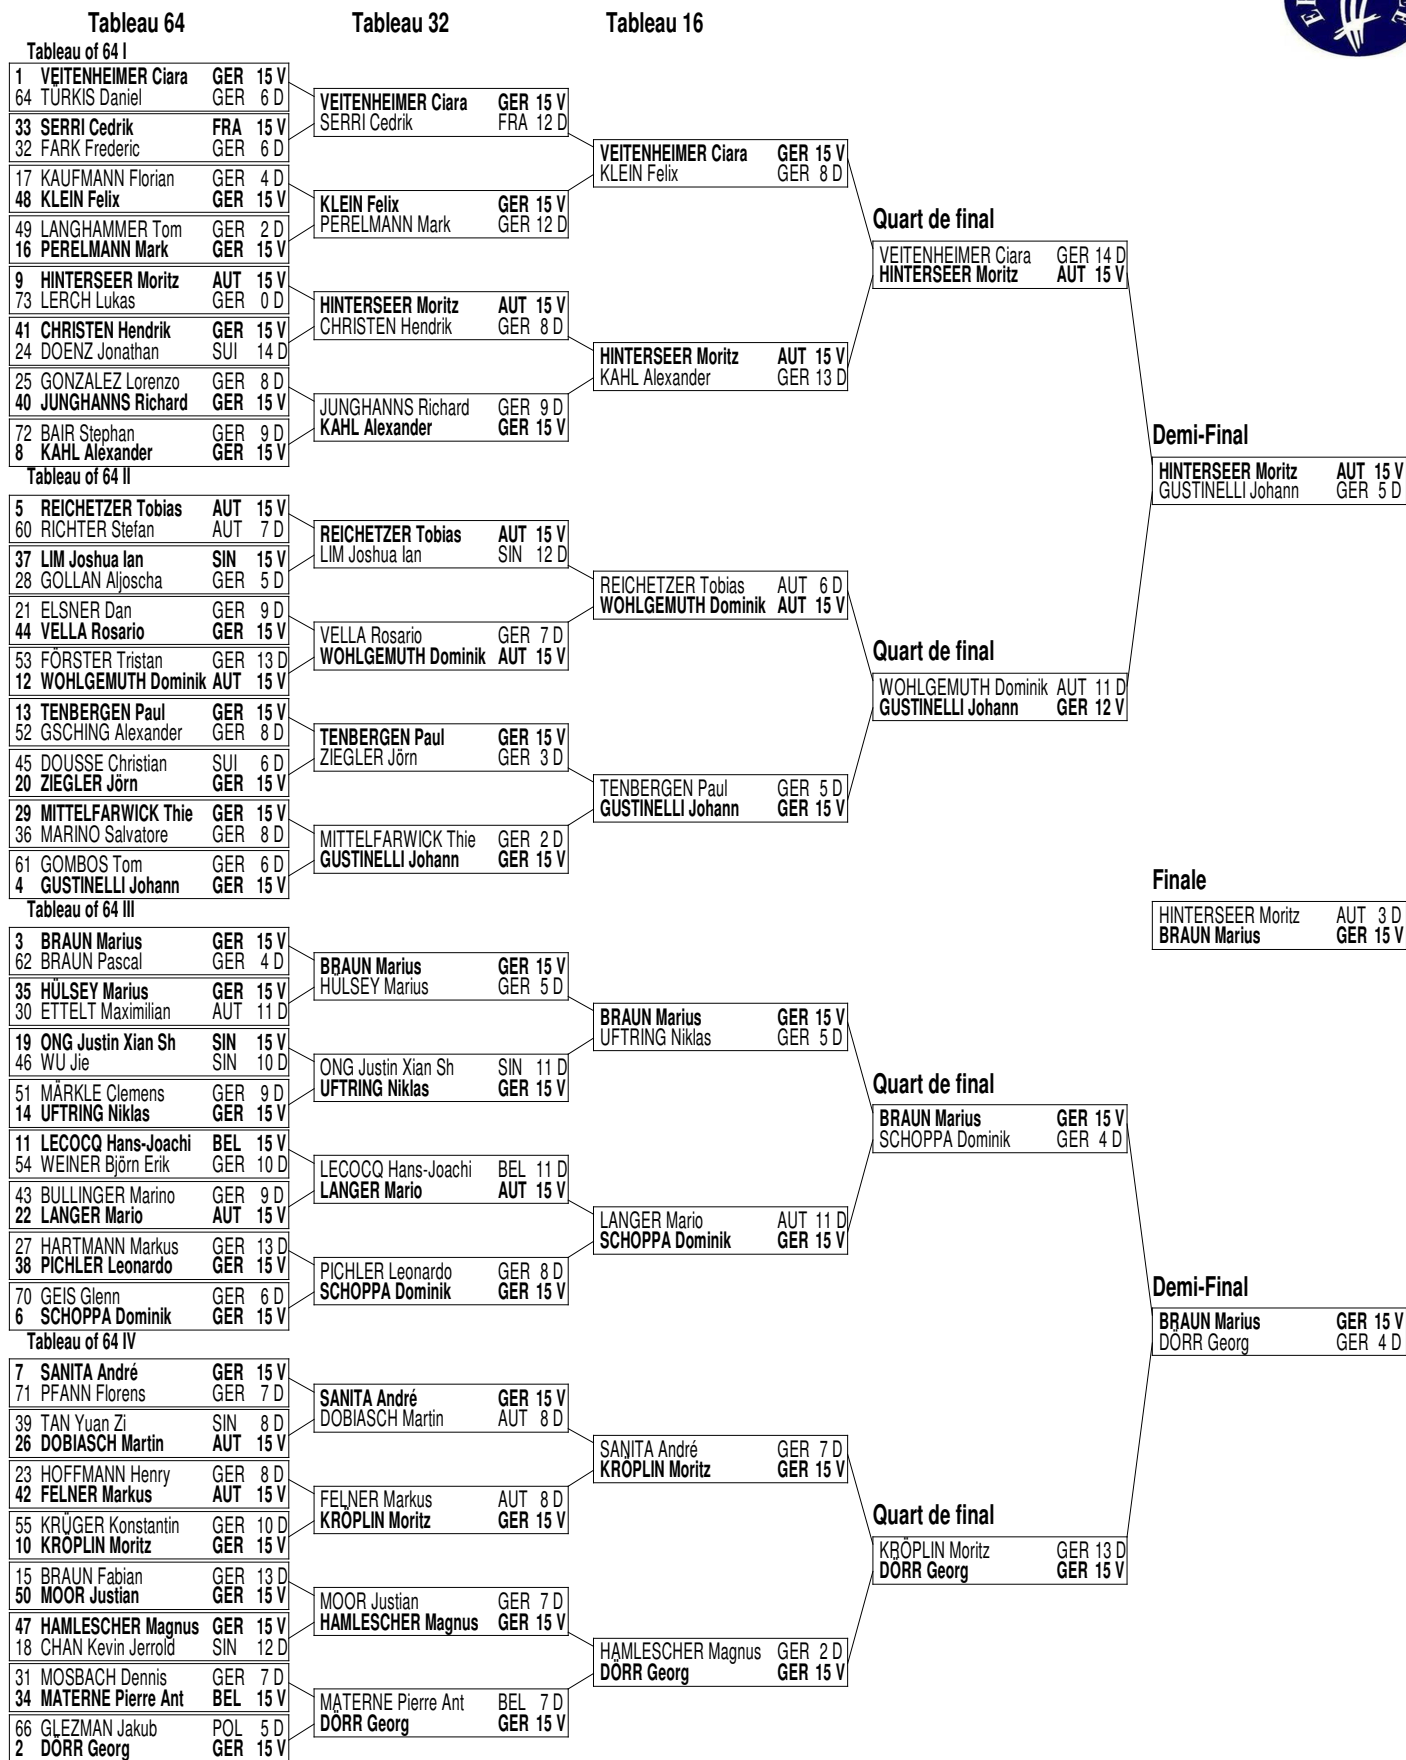 Tableau 64 Tableau 32 Tableau 16
Tableau of 64 I
1 VEITENHEIMER Ciara GER 15 V
64 TÜRKIS Daniel GER 6 D
33 SERRI Cedrik FRA 15 V
32 FARK Frederic GER 6 D
17 KAUFMANN Florian GER 4 D
48 KLEIN Felix GER 15 V
49 LANGHAMMER Tom GER 2 D
16 PERELMANN Mark GER 15 V
9 HINTERSEER Moritz AUT 15 V
73 LERCH Lukas GER 0 D
41 CHRISTEN Hendrik GER 15 V
24 DOENZ Jonathan SUI 14 D
25 GONZALEZ Lorenzo GER 8 D
40 JUNGHANNS Richard GER 15 V
72 BAIR Stephan GER 9 D
8 KAHL Alexander GER 15 V
Tableau of 64 II
5 REICHETZER Tobias AUT 15 V
60 RICHTER Stefan AUT 7 D
37 LIM Joshua Ian SIN 15 V
28 GOLLAN Aljoscha GER 5 D
21 ELSNER Dan GER 9 D
44 VELLA Rosario GER 15 V
53 FÖRSTER Tristan GER 13 D
12 WOHLGEMUTH Dominik AUT 15 V
13 TENBERGEN Paul GER 15 V
52 GSCHING Alexander GER 8 D
45 DOUSSE Christian SUI 6 D
20 ZIEGLER Jörn GER 15 V
29 MITTELFARWICK Thie GER 15 V
36 MARINO Salvatore GER 8 D
61 GOMBOS Tom GER 6 D
4 GUSTINELLI Johann GER 15 V
Tableau of 64 III
3 BRAUN Marius GER 15 V
62 BRAUN Pascal GER 4 D
35 HÜLSEY Marius GER 15 V
30 ETTELT Maximilian AUT 11 D
19 ONG Justin Xian Sh SIN 15 V
46 WU Jie SIN 10 D
51 MÄRKLE Clemens GER 9 D
14 UFTRING Niklas GER 15 V
11 LECOCQ Hans-Joachi BEL 15 V
54 WEINER Björn Erik GER 10 D
43 BULLINGER Marino GER 9 D
22 LANGER Mario AUT 15 V
27 HARTMANN Markus GER 13 D
38 PICHLER Leonardo GER 15 V
70 GEIS Glenn GER 6 D
6 SCHOPPA Dominik GER 15 V
Tableau of 64 IV
7 SANITA André GER 15 V
71 PFANN Florens GER 7 D
39 TAN Yuan Zi SIN 8 D
26 DOBIASCH Martin AUT 15 V
23 HOFFMANN Henry GER 8 D
42 FELNER Markus AUT 15 V
55 KRÜGER Konstantin GER 10 D
10 KRÖPLIN Moritz GER 15 V
15 BRAUN Fabian GER 13 D
50 MOOR Justian GER 15 V
47 HAMLESCHER Magnus GER 15 V
18 CHAN Kevin Jerrold SIN 12 D
31 MOSBACH Dennis GER 7 D
34 MATERNE Pierre Ant BEL 15 V
66 GLEZMAN Jakub POL 5 D
2 DÖRR Georg GER 15 V
VEITENHEIMER Ciara GER 15 V
SERRI Cedrik FRA 12 D
KLEIN Felix GER 15 V
PERELMANN Mark GER 12 D
HINTERSEER Moritz AUT 15 V
CHRISTEN Hendrik GER 8 D
JUNGHANNS Richard GER 9 D
KAHL Alexander GER 15 V
REICHETZER Tobias AUT 15 V
LIM Joshua Ian SIN 12 D
VELLA Rosario GER 7 D
WOHLGEMUTH Dominik AUT 15 V
TENBERGEN Paul GER 15 V
ZIEGLER Jörn GER 3 D
MITTELFARWICK Thie GER 2 D
GUSTINELLI Johann GER 15 V
BRAUN Marius GER 15 V
HÜLSEY Marius GER 5 D
ONG Justin Xian Sh SIN 11 D
UFTRING Niklas GER 15 V
LECOCQ Hans-Joachi BEL 11 D
LANGER Mario AUT 15 V
PICHLER Leonardo GER 8 D
SCHOPPA Dominik GER 15 V
SANITA André GER 15 V
DOBIASCH Martin AUT 8 D
FELNER Markus AUT 8 D
KRÖPLIN Moritz GER 15 V
MOOR Justian GER 7 D
HAMLESCHER Magnus GER 15 V
MATERNE Pierre Ant BEL 7 D
DÖRR Georg GER 15 V
VEITENHEIMER Ciara GER 15 V
KLEIN Felix GER 8 D
HINTERSEER Moritz AUT 15 V
KAHL Alexander GER 13 D
REICHETZER Tobias AUT 6 D
WOHLGEMUTH Dominik AUT 15 V
TENBERGEN Paul GER 5 D
GUSTINELLI Johann GER 15 V
BRAUN Marius GER 15 V
UFTRING Niklas GER 5 D
LANGER Mario AUT 11 D
SCHOPPA Dominik GER 15 V
SANITA André GER 7 D
KRÖPLIN Moritz GER 15 V
HAMLESCHER Magnus GER 2 D
DÖRR Georg GER 15 V
Quart de final
VEITENHEIMER Ciara GER 14 D
HINTERSEER Moritz AUT 15 V
Quart de final
WOHLGEMUTH Dominik AUT 11 D
GUSTINELLI Johann GER 12 V
Quart de final
BRAUN Marius GER 15 V
SCHOPPA Dominik GER 4 D
Quart de final
KRÖPLIN Moritz GER 13 D
DÖRR Georg GER 15 V
Demi-Final
HINTERSEER Moritz AUT 15 V
GUSTINELLI Johann GER 5 D
Finale
HINTERSEER Moritz AUT 3 D
BRAUN Marius GER 15 V
Demi-Final
BRAUN Marius GER 15 V
DÖRR Georg GER 4 D